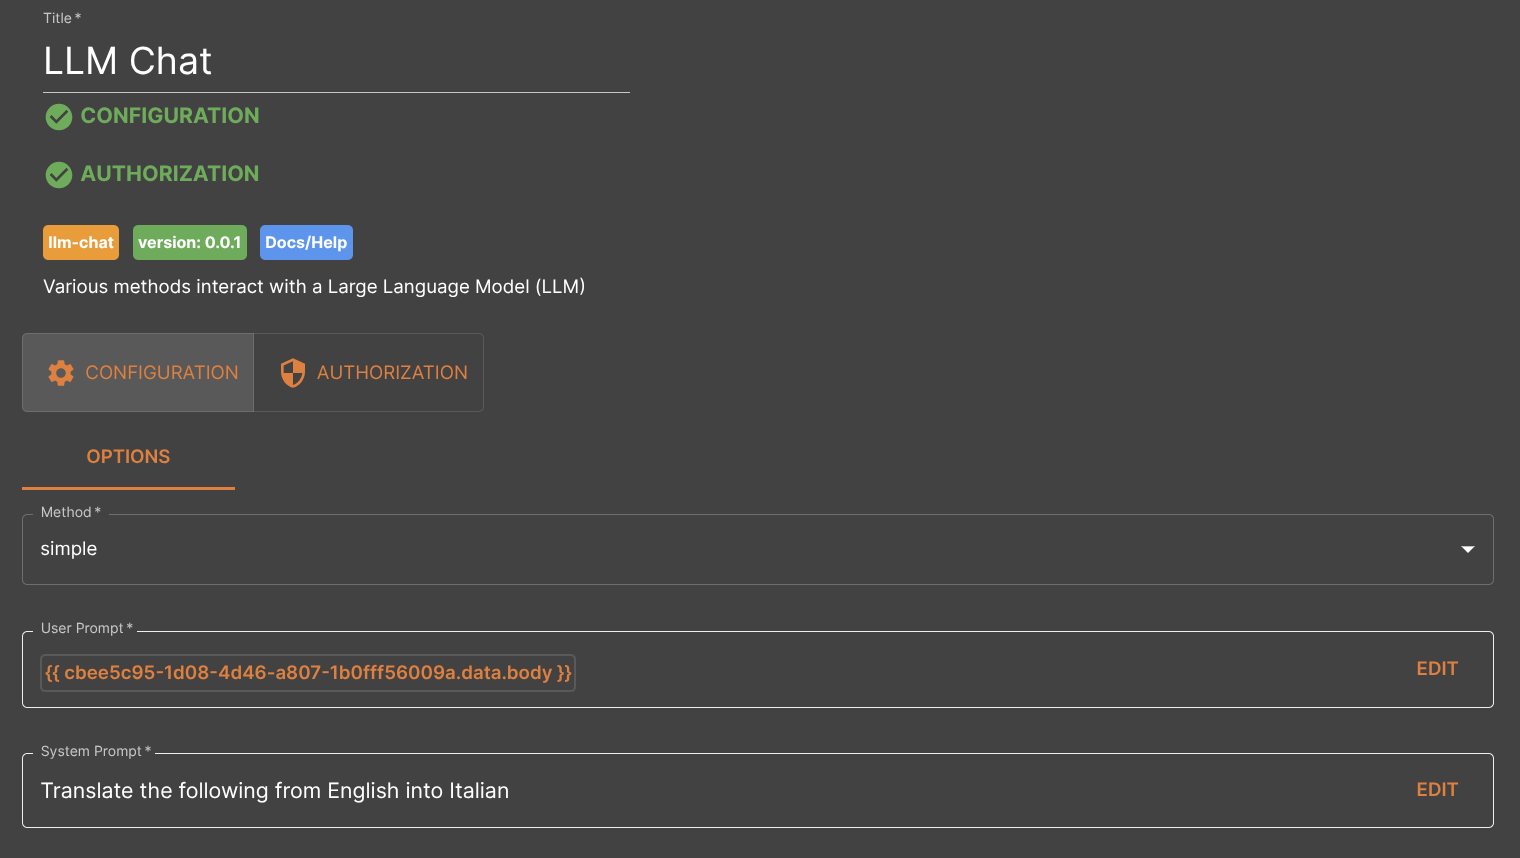 Title *
LLM Chat
CONFIGURATION
AUTHORIZATION
llm-chat version: 0.0.1 Docs/Help
Various methods interact with a Large Language Model (LLM)
CONFIGURATION AUTHORIZATION
OPTIONS
Method *
simple
User Prompt *
{{ cbee5c95-1d08-4d46-a807-1b0fff56009a.data.body }} EDIT
System Prompt *
Translate the following from English into Italian EDIT